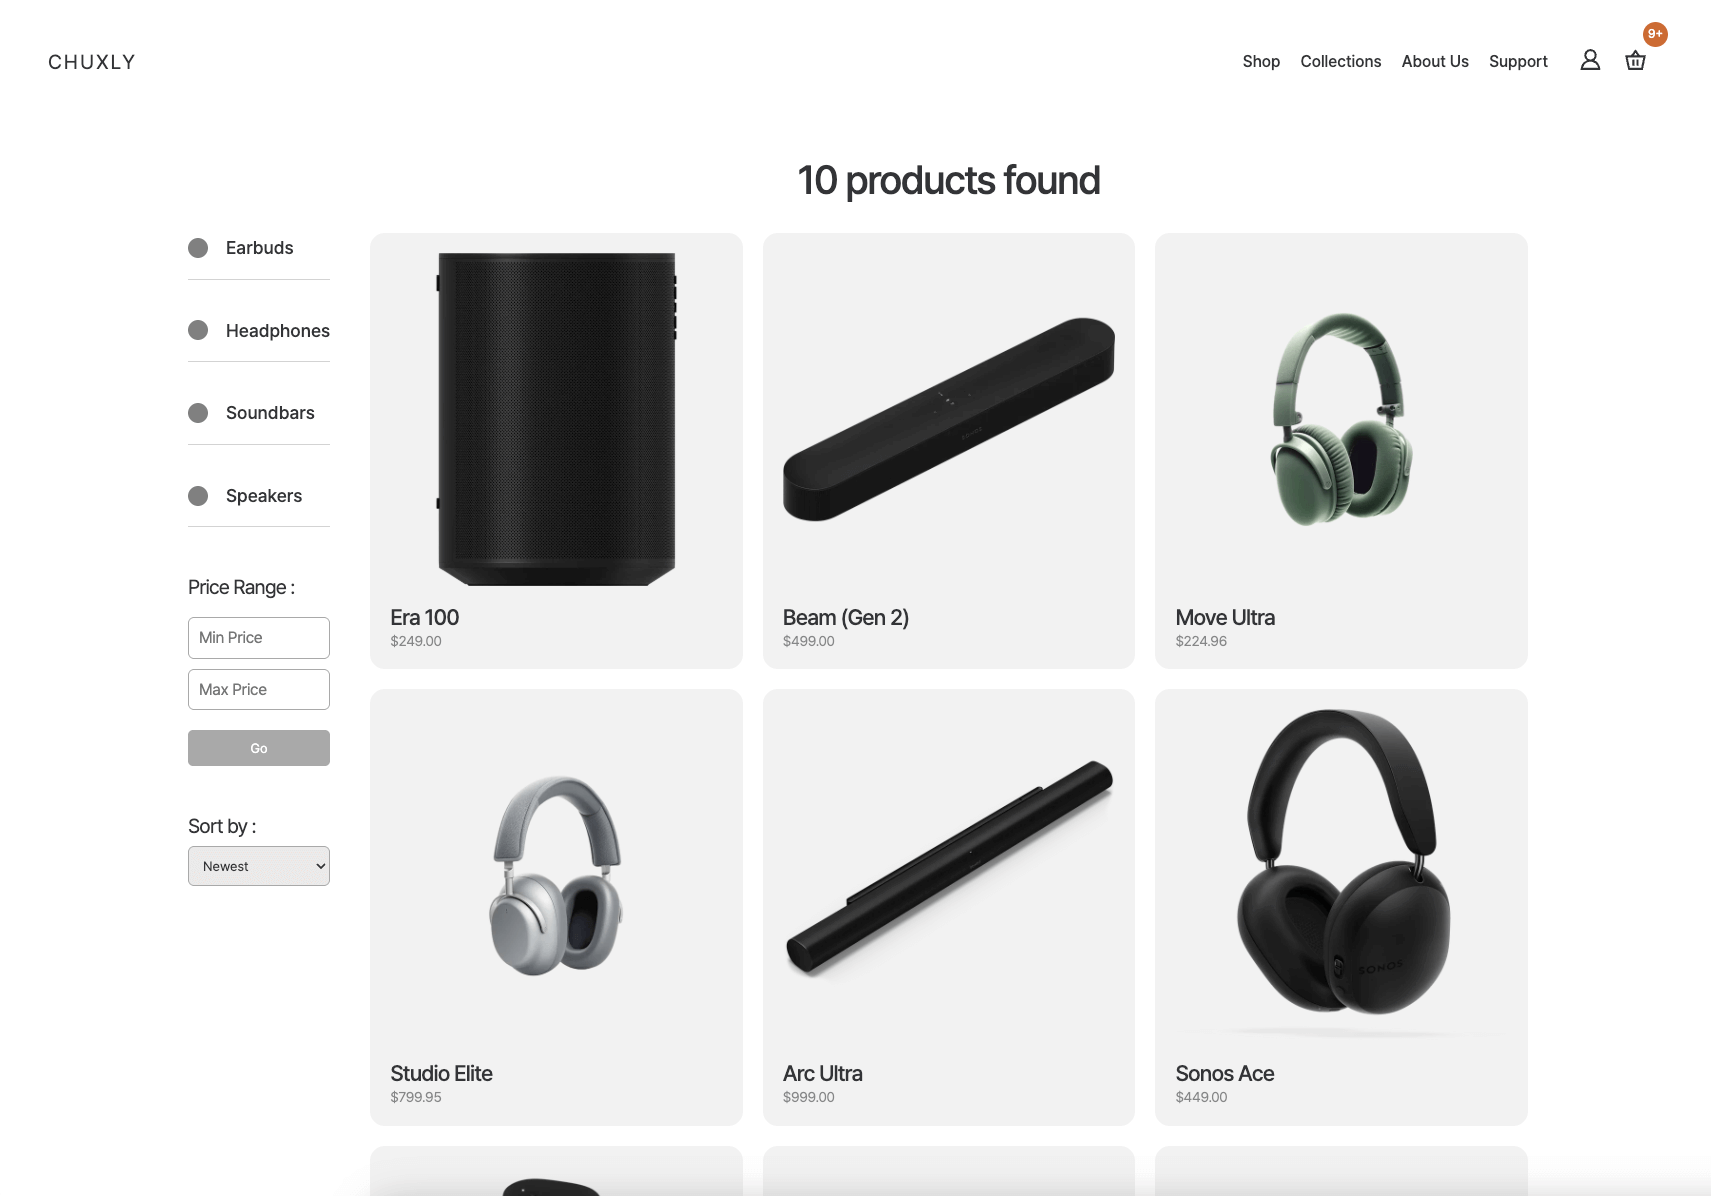 CHUXLY
Shop
Collections
About Us
Support
9+
10 products found
Earbuds
Headphones
Soundbars
Speakers
Price Range :
Min Price
Max Price
Go
Sort by :
Newest
Era 100
$249.00
Beam (Gen 2)
$499.00
Move Ultra
$224.96
Studio Elite
$799.95
Arc Ultra
$999.00
SONOS
Sonos Ace
$449.00